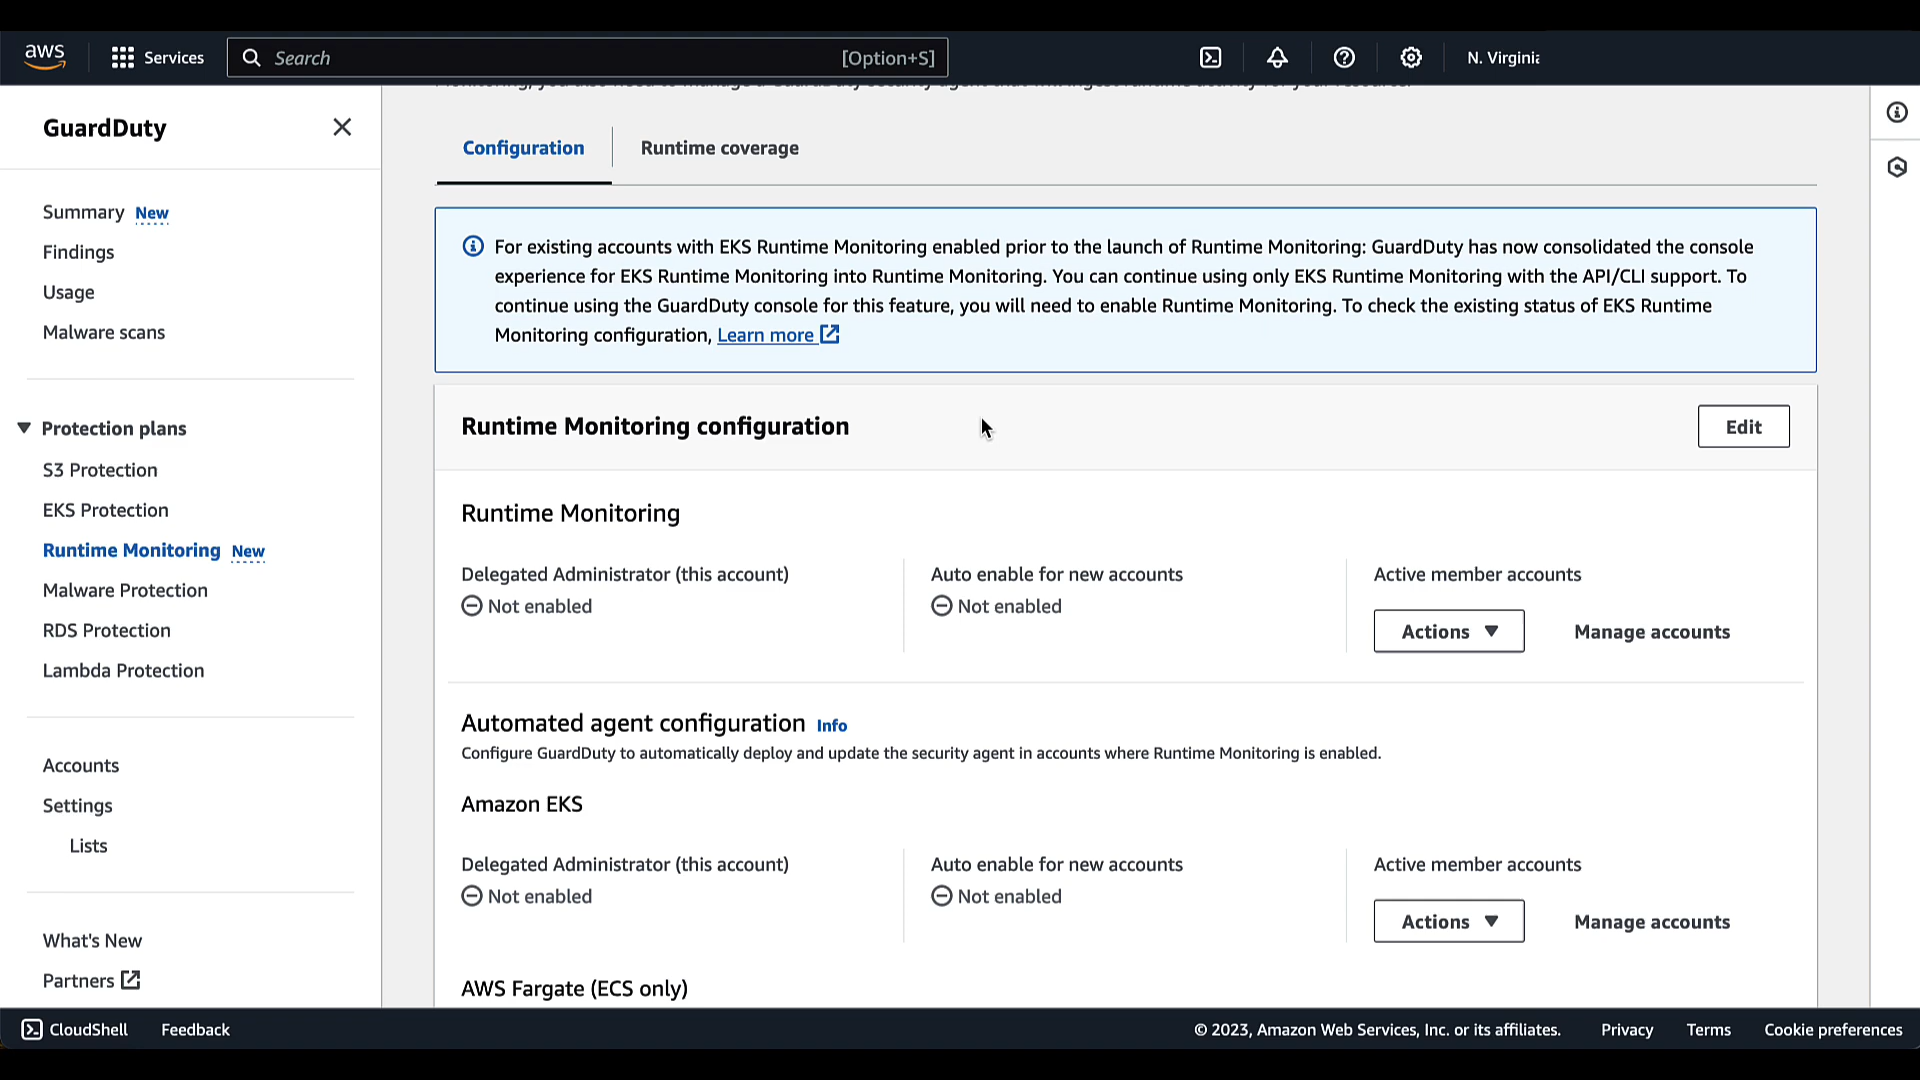 aws
Services
Search
[Option+S]
N. Virginia
GuardDuty
Summary New
Findings
Usage
Malware scans
Protection plans
S3 Protection
EKS Protection
Runtime Monitoring New
Malware Protection
RDS Protection
Lambda Protection
Accounts
Settings
Lists
What's New
Partners
Configuration
Runtime coverage
For existing accounts with EKS Runtime Monitoring enabled prior to the launch of Runtime Monitoring: GuardDuty has now consolidated the console
experience for EKS Runtime Monitoring into Runtime Monitoring. You can continue using only EKS Runtime Monitoring with the API/CLI support. To
continue using the GuardDuty console for this feature, you will need to enable Runtime Monitoring. To check the existing status of EKS Runtime
Monitoring configuration, Learn more
Runtime Monitoring configuration
Edit
Runtime Monitoring
Delegated Administrator (this account)
Not enabled
Auto enable for new accounts
Not enabled
Active member accounts
Actions
Manage accounts
Automated agent configuration Info
Configure GuardDuty to automatically deploy and update the security agent in accounts where Runtime Monitoring is enabled.
Amazon EKS
Delegated Administrator (this account)
Not enabled
Auto enable for new accounts
Not enabled
Active member accounts
Actions
Manage accounts
AWS Fargate (ECS only)
CloudShell
Feedback
© 2023, Amazon Web Services, Inc. or its affiliates.
Privacy
Terms
Cookie preferences